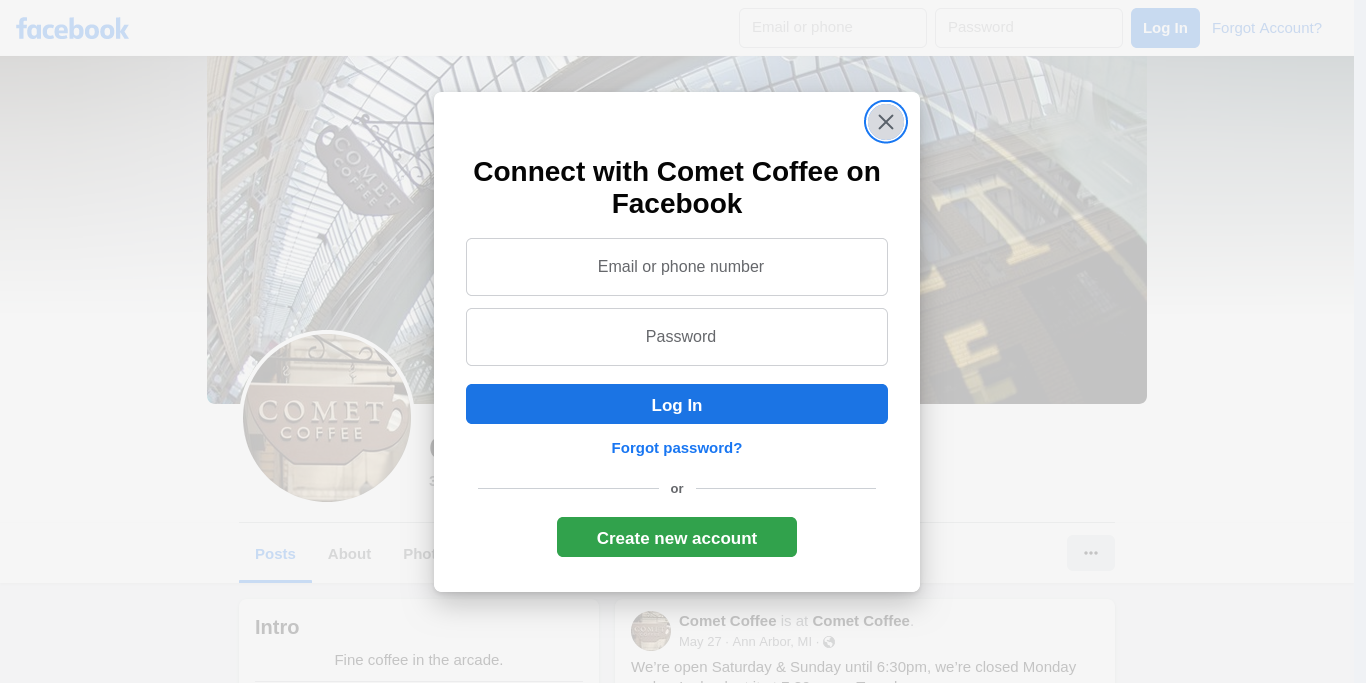 facebook
Email or phone
Password
Log In
Forgot Account?
COMET
COFFEE
Connect with Comet Coffee on
Facebook
Email or phone number
Password
Log In
Forgot password?
or
Create new account
COMET
COFFEE
Posts
About
Intro
Fine coffee in the arcade.
Comet Coffee is at Comet Coffee.
May 27 · Ann Arbor, MI ·
We're open Saturday & Sunday until 6:30pm, we're closed Monday